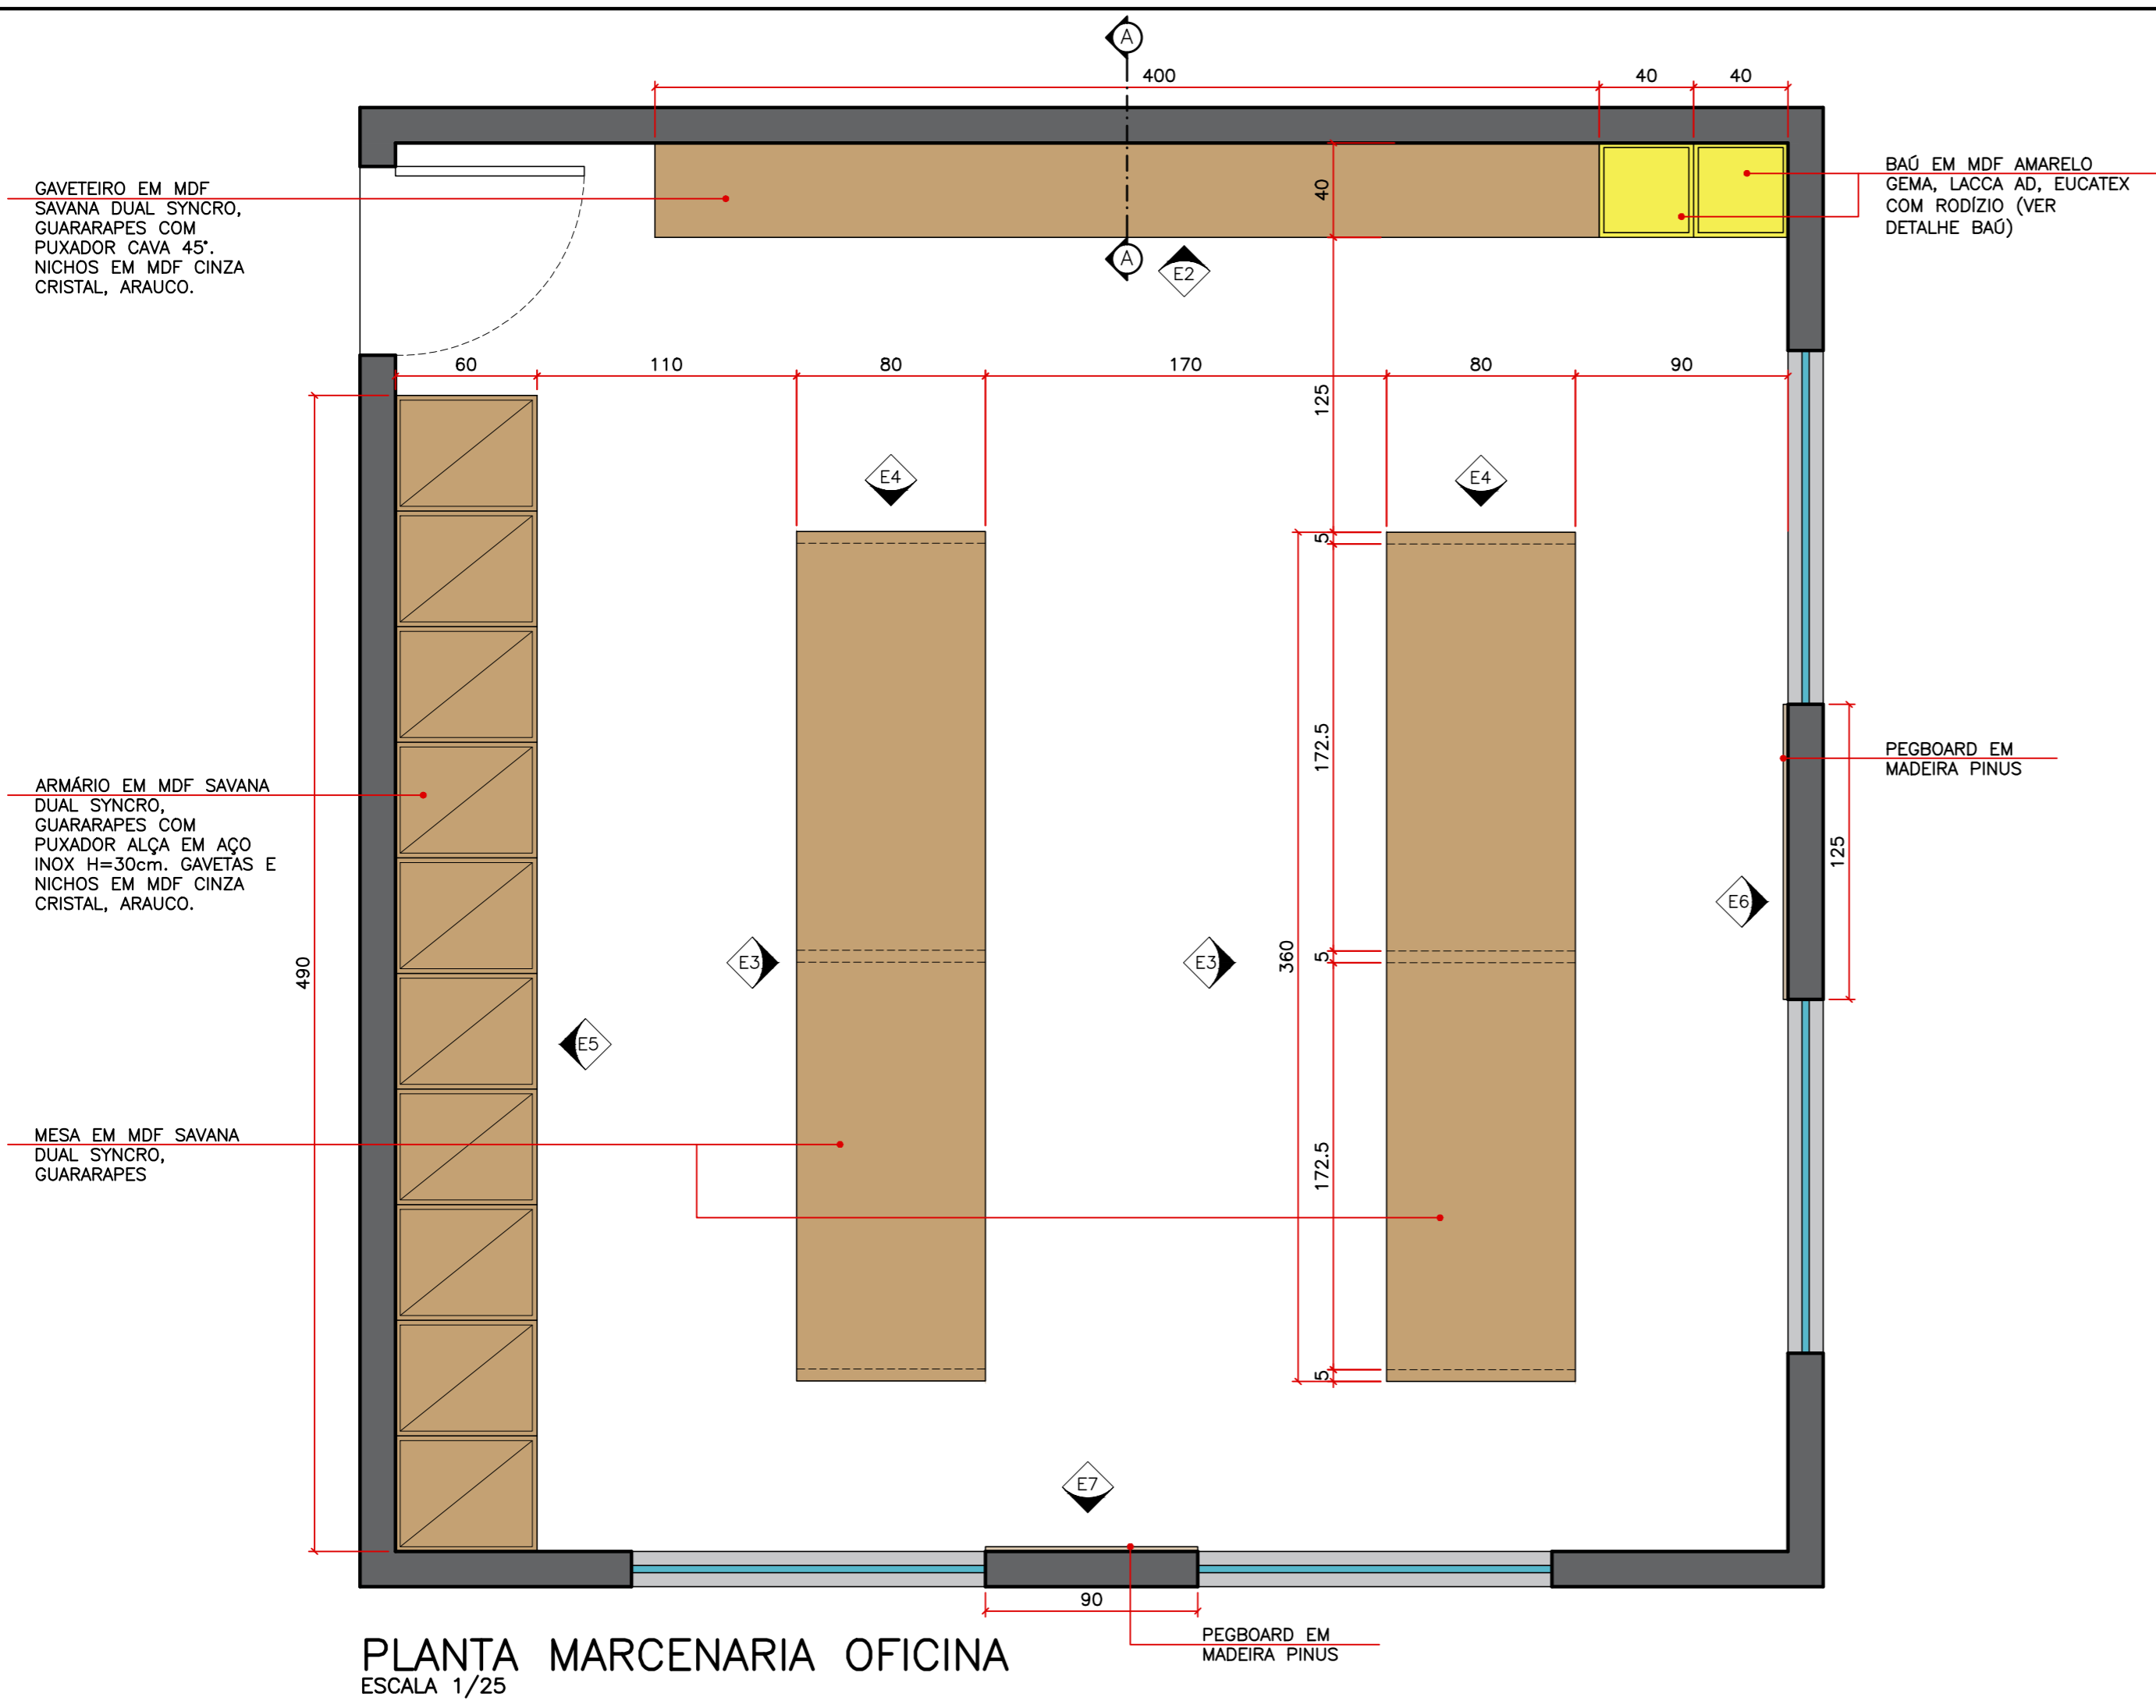 A
400
40
40
GAVETEIRO EM MDF
SAVANA DUAL SYNCRO,
GUARARAPES COM
PUXADOR CAVA 45°.
NICHOS EM MDF CINZA
CRISTAL, ARAUCO.
BAÚ EM MDF AMARELO
GEMA, LACCA AD, EUCATEX
COM RODÍZIO (VER
DETALHE BAÚ)
40
A
E2
60
110
80
170
80
90
125
E4
E4
5
172.5
PEGBOARD EM
MADEIRA PINUS
ARMÁRIO EM MDF SAVANA
DUAL SYNCRO,
GUARARAPES COM
PUXADOR ALÇA EM AÇO
INOX H=30cm. GAVETAS E
NICHOS EM MDF CINZA
CRISTAL, ARAUCO.
125
E6
490
E3
E3
360
5
E5
MESA EM MDF SAVANA
DUAL SYNCRO,
GUARARAPES
172.5
5
E7
90
PEGBOARD EM
MADEIRA PINUS
PLANTA MARCENARIA OFICINA
ESCALA 1/25